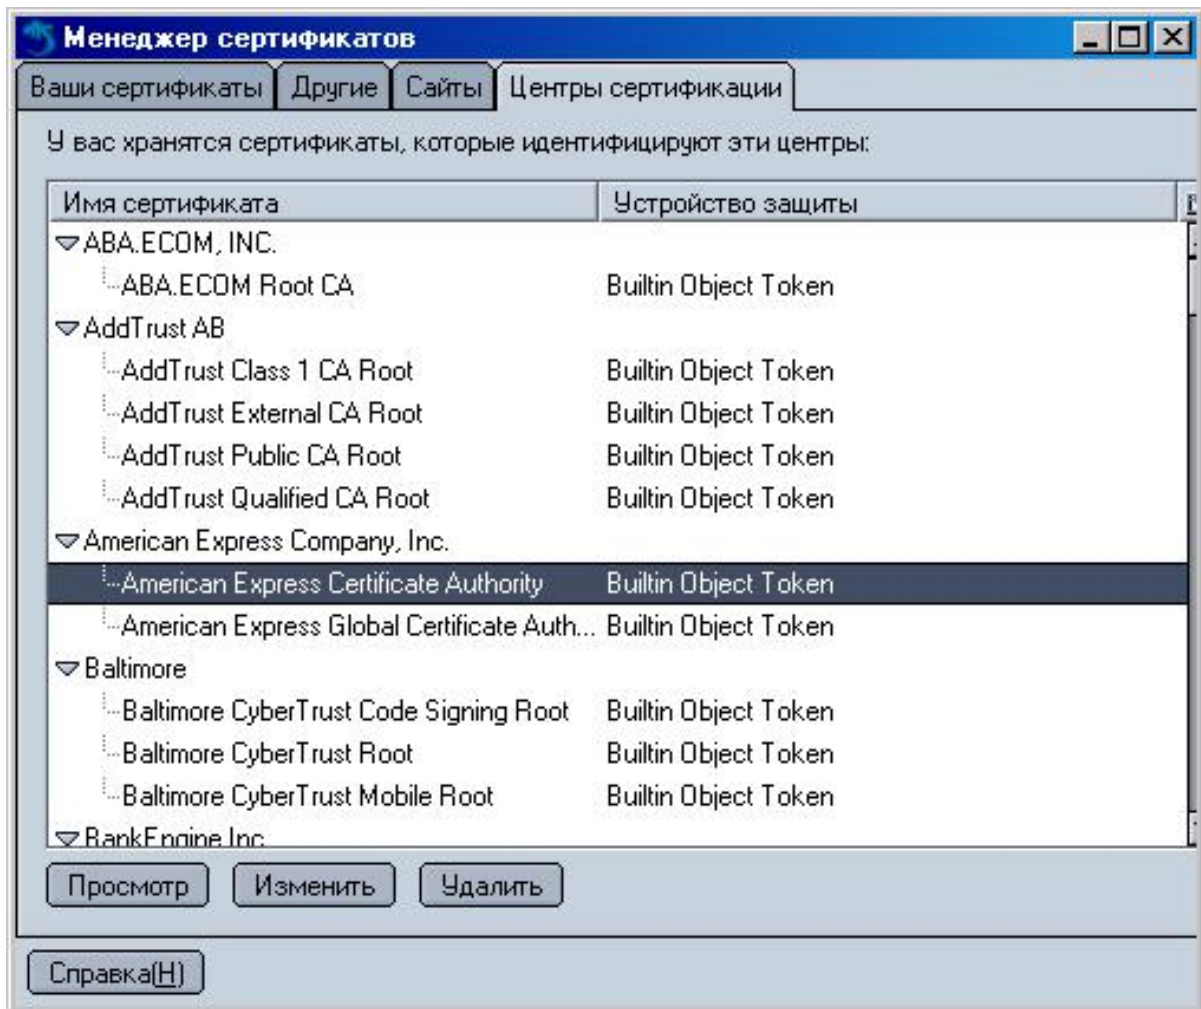 Менеджер сертификатов
Ваши сертификаты Другие Сайты Центры сертификации
У вас хранятся сертификаты, которые идентифицируют эти центры:
Имя сертификата Устройство защиты
ABA.ECOM, INC.
ABA.ECOM Root CA Builtin Object Token
AddTrust AB
AddTrust Class 1 CA Root Builtin Object Token
AddTrust External CA Root Builtin Object Token
AddTrust Public CA Root Builtin Object Token
AddTrust Qualified CA Root Builtin Object Token
American Express Company, Inc.
American Express Certificate Authority Builtin Object Token
American Express Global Certificate Auth... Builtin Object Token
Baltimore
Baltimore CyberTrust Code Signing Root Builtin Object Token
Baltimore CyberTrust Root Builtin Object Token
Baltimore CyberTrust Mobile Root Builtin Object Token
BankEngine Inc.
Просмотр Изменить Удалить
Справка(H)